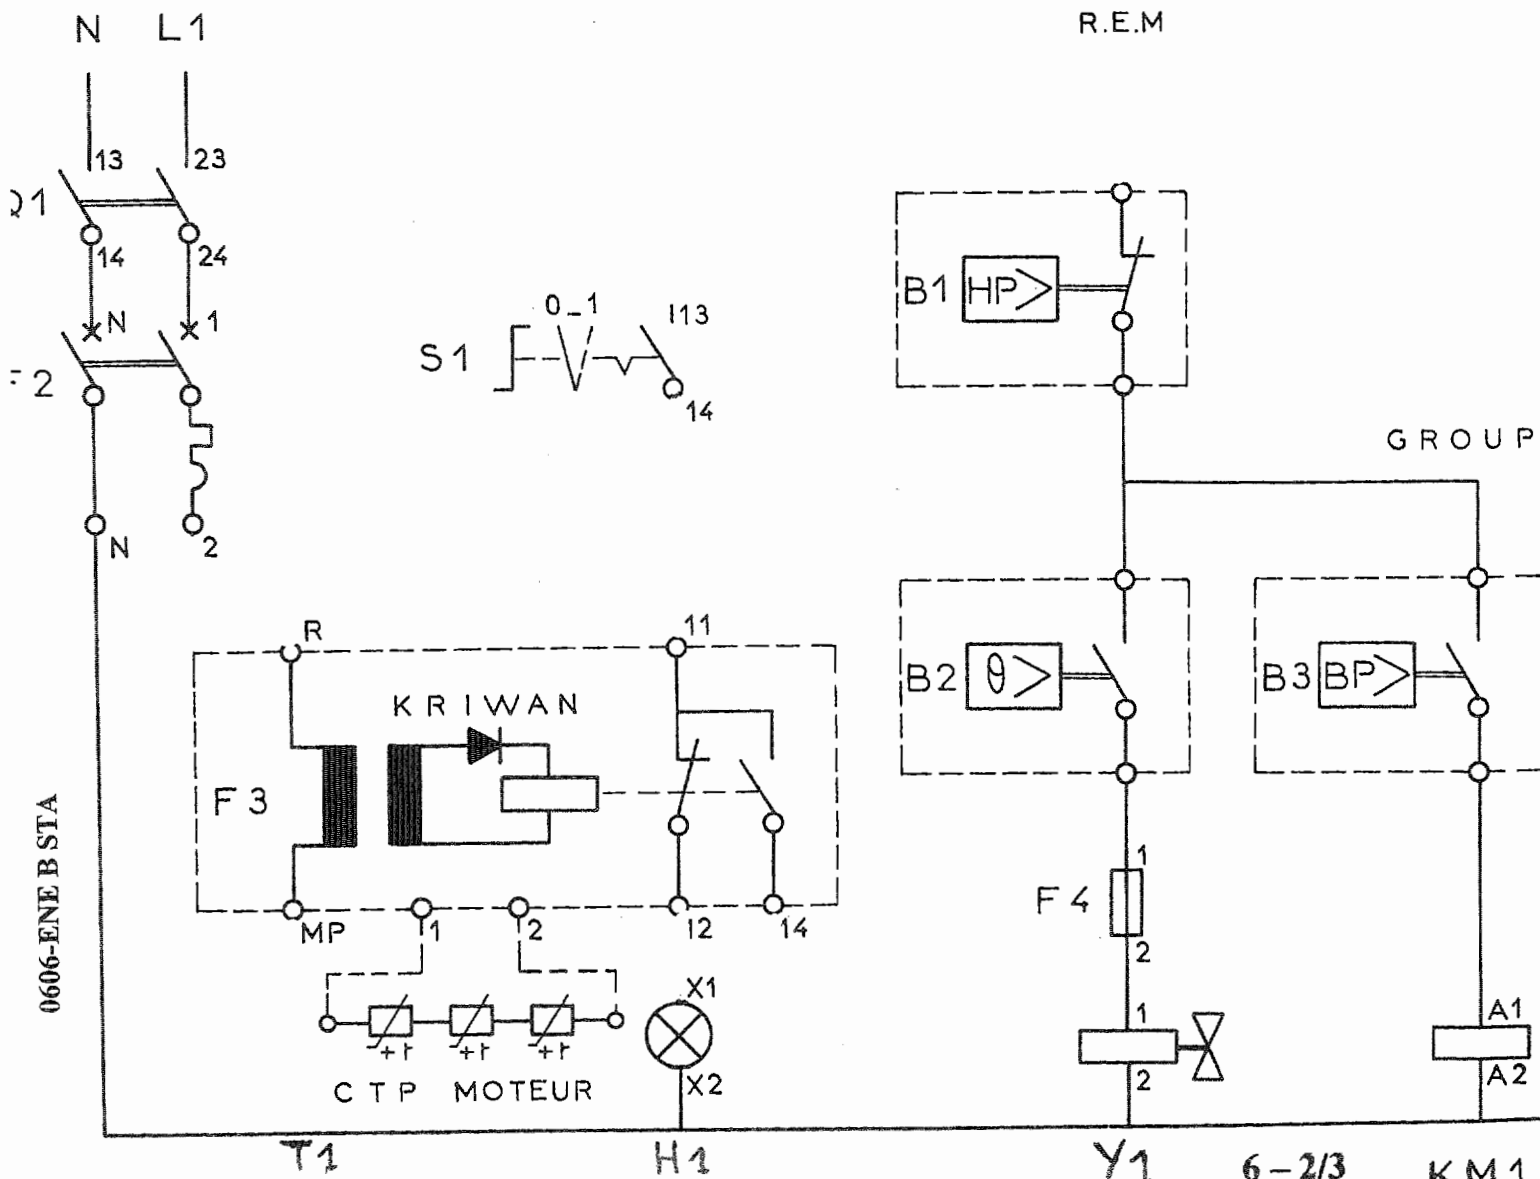 N L1
R.E.M
13 23
Q1
14 24
N 1
F2
0 _ 1
S1
I13
14
B1 HP>
GROUP
N 2
R
11
KRIWAN
F3
B2 θ>
B3 BP>
MP 1 2 I2 14
1
F4
2
X1
X2
-+t -+t -+t
CTP MOTEUR
1
2
A1
A2
T1 H1 Y1 6 – 2/3 KM1
0606-ENE B STA